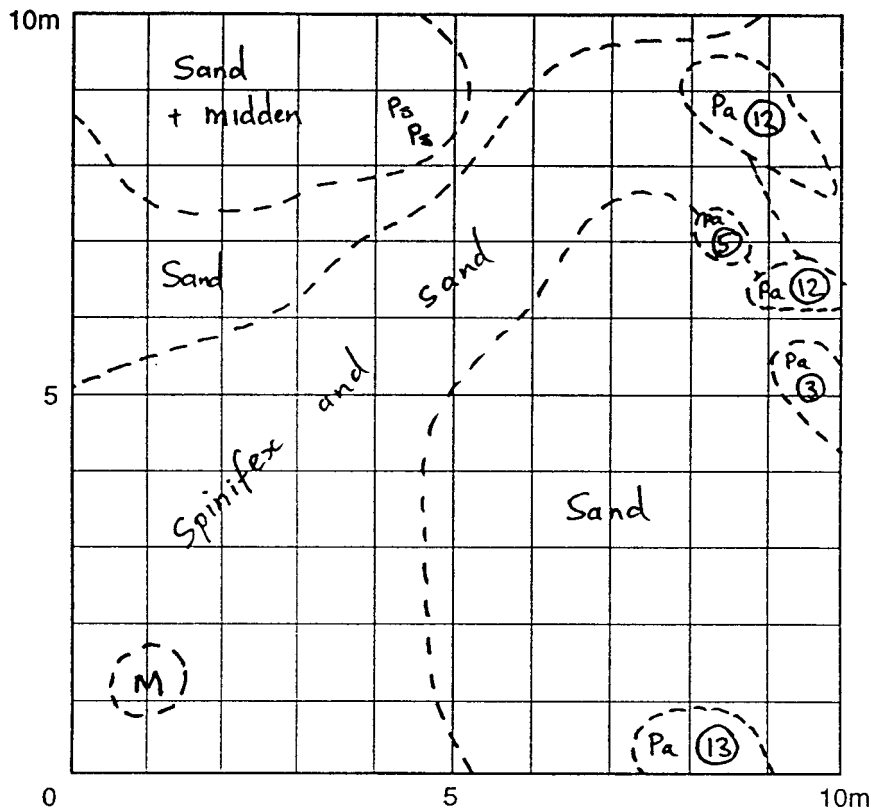 10m
Sand
+ midden
Ps
Ps
Pa 12
Sand
sand
Pa
5
Pa 12
and
Pa
3
5
Spinifex
Sand
M
Pa 13
0
5
10m